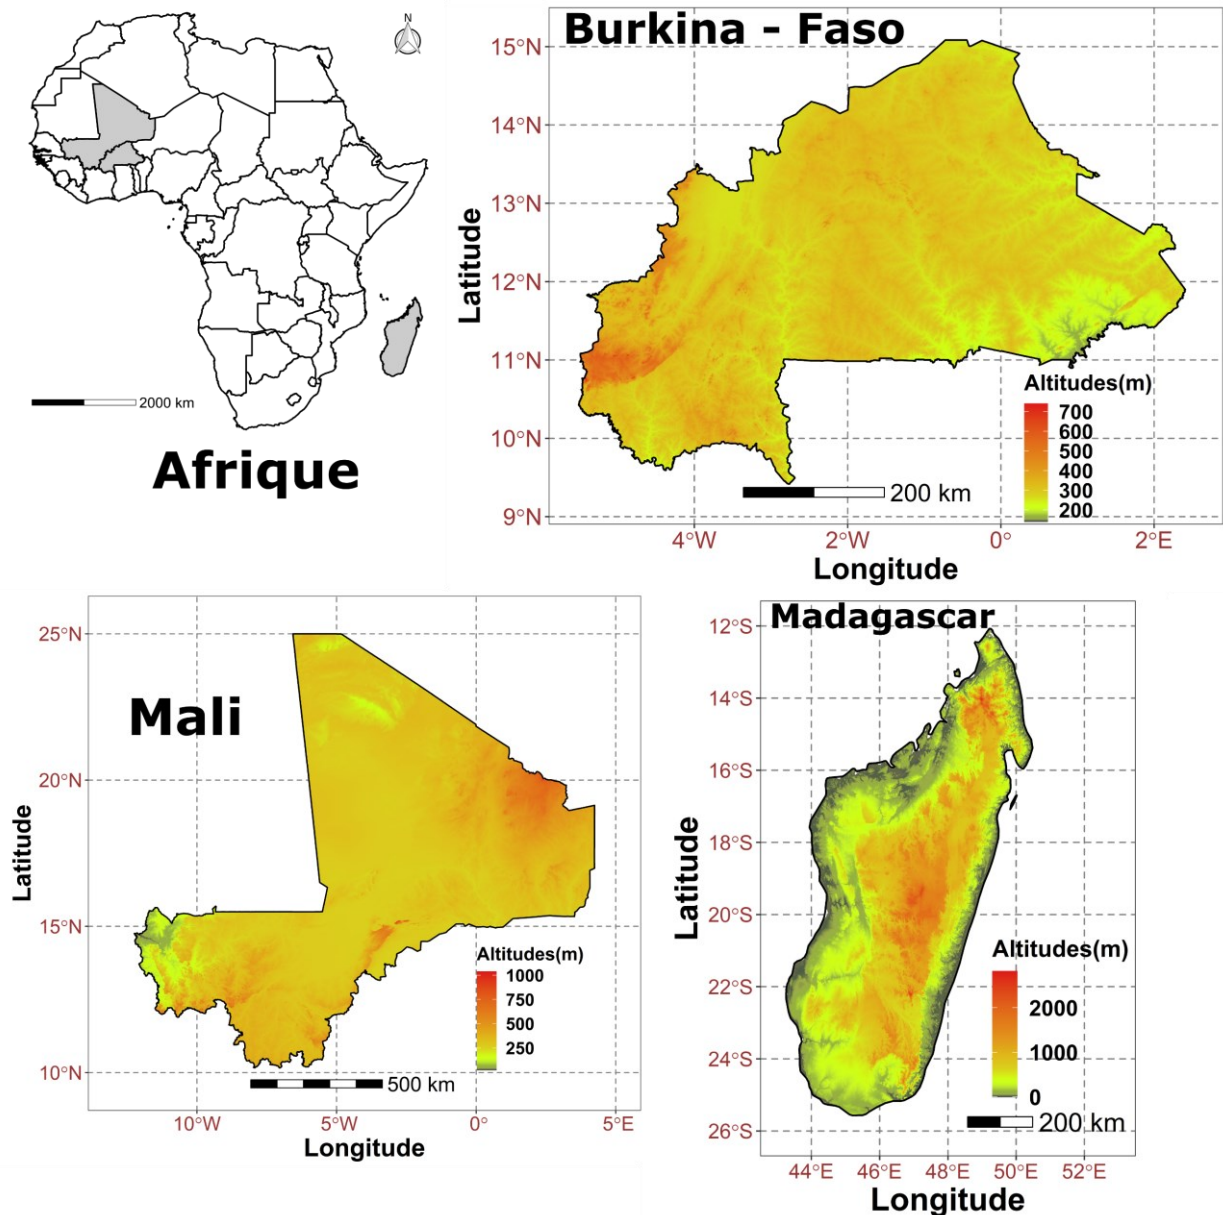 N
2000 km
Afrique
Burkina - Faso
15°N
14°N
13°N
12°N
11°N
10°N
9°N
Latitude
Altitudes(m)
700
600
500
400
300
200
200 km
4°W 2°W 0° 2°E
Longitude
Mali
25°N
20°N
15°N
10°N
Latitude
Altitudes(m)
1000
750
500
250
500 km
10°W 5°W 0° 5°E
Longitude
Madagascar
12°S
14°S
16°S
18°S
20°S
22°S
24°S
26°S
Latitude
Altitudes(m)
2000
1000
0
200 km
44°E 46°E 48°E 50°E 52°E
Longitude